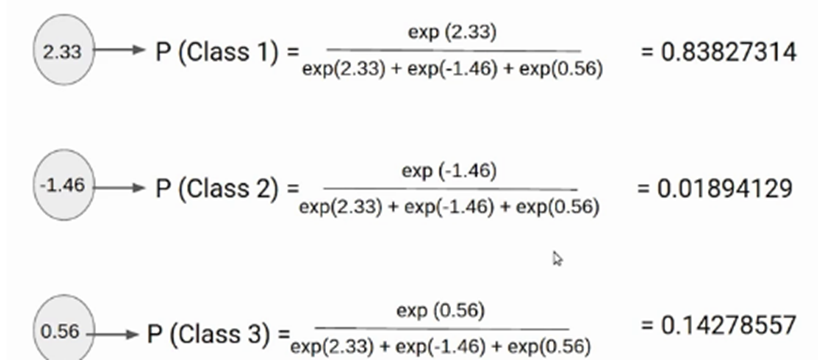 2.33 P (Class 1) = exp (2.33) / exp(2.33) + exp(-1.46) + exp(0.56) = 0.83827314
-1.46 P (Class 2) = exp (-1.46) / exp(2.33) + exp(-1.46) + exp(0.56) = 0.01894129
0.56 P (Class 3) = exp (0.56) / exp(2.33) + exp(-1.46) + exp(0.56) = 0.14278557